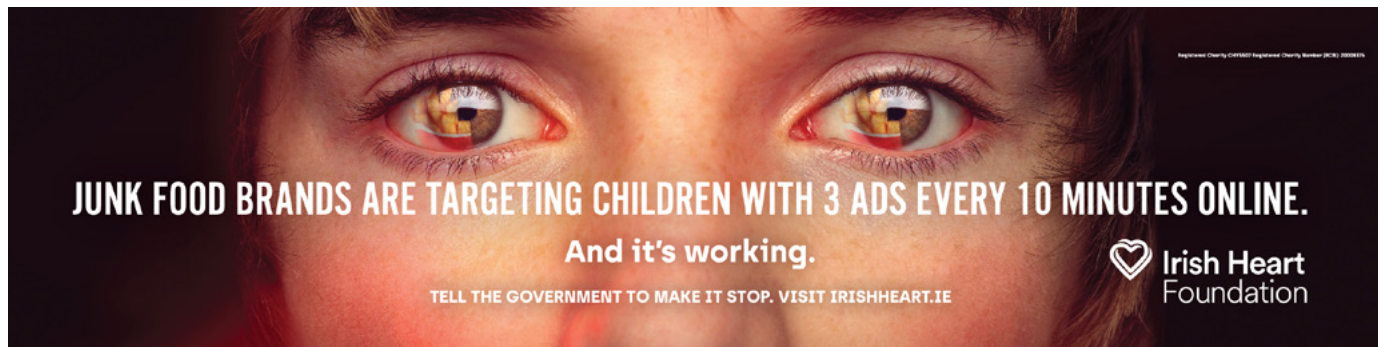 JUNK FOOD BRANDS ARE TARGETING CHILDREN WITH 3 ADS EVERY 10 MINUTES ONLINE.
And it's working.
TELL THE GOVERNMENT TO MAKE IT STOP. VISIT IRISHHEART.IE
Irish Heart
Foundation